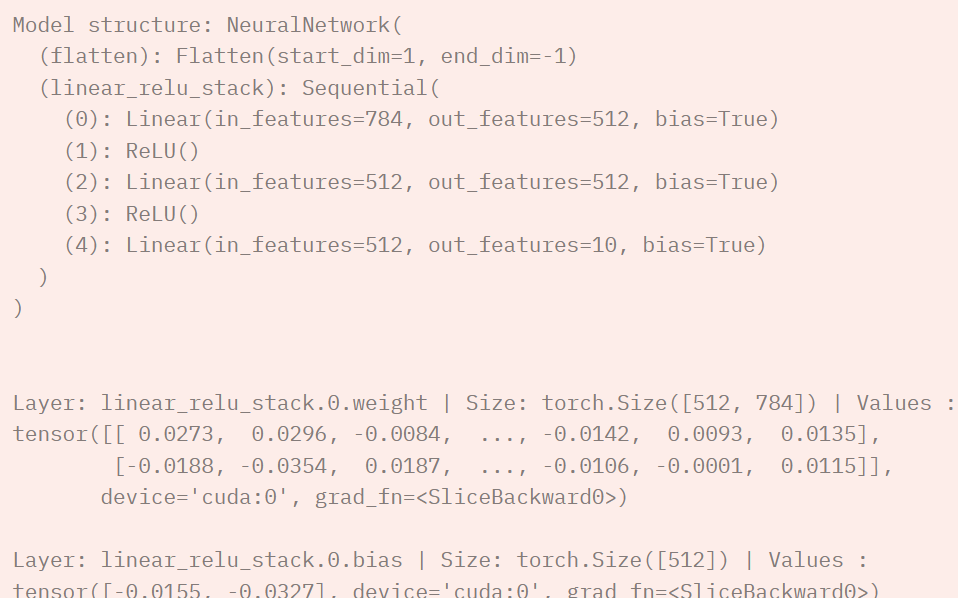 Model structure: NeuralNetwork(
  (flatten): Flatten(start_dim=1, end_dim=-1)
  (linear_relu_stack): Sequential(
    (0): Linear(in_features=784, out_features=512, bias=True)
    (1): ReLU()
    (2): Linear(in_features=512, out_features=512, bias=True)
    (3): ReLU()
    (4): Linear(in_features=512, out_features=10, bias=True)
  )
)
Layer: linear_relu_stack.0.weight | Size: torch.Size([512, 784]) | Values :
tensor([[ 0.0273,  0.0296, -0.0084,  ..., -0.0142,  0.0093,  0.0135],
        [-0.0188, -0.0354,  0.0187,  ..., -0.0106, -0.0001,  0.0115]],
       device='cuda:0', grad_fn=<SliceBackward0>)
Layer: linear_relu_stack.0.bias | Size: torch.Size([512]) | Values :
tensor([-0.0155, -0.0327], device='cuda:0', grad_fn=<SliceBackward0>)